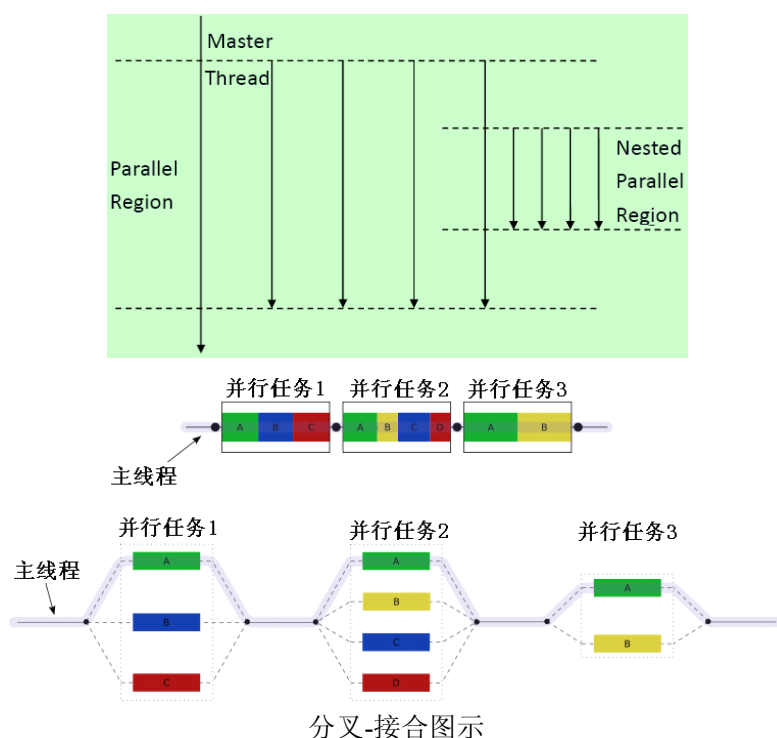 Master
Thread
Parallel
Region
Nested
Parallel
Region
并行任务1 并行任务2 并行任务3
A B C A B C D A B
主线程
并行任务1 并行任务2 并行任务3
主线程
A A A
B B B
C C
D
分叉-接合图示